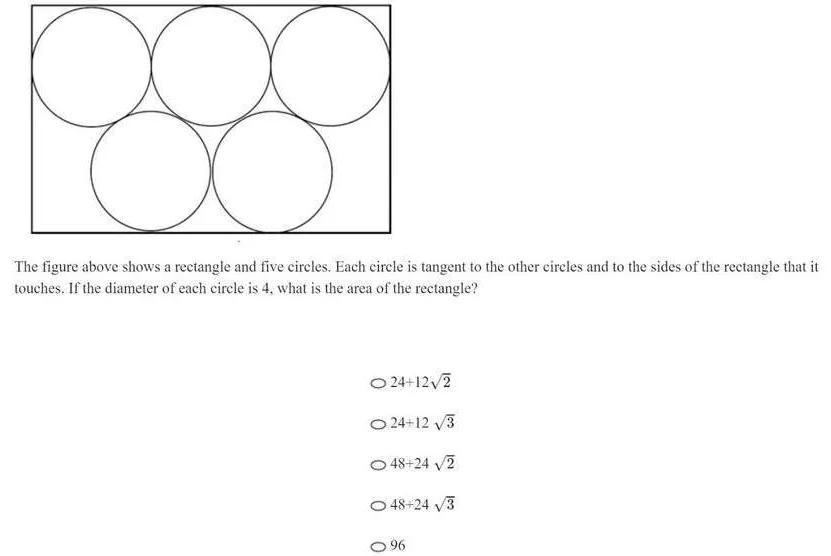 The figure above shows a rectangle and five circles. Each circle is tangent to the other circles and to the sides of the rectangle that it
touches. If the diameter of each circle is 4, what is the area of the rectangle?
24+12√2
24+12 √3
48+24 √2
48+24 √3
96